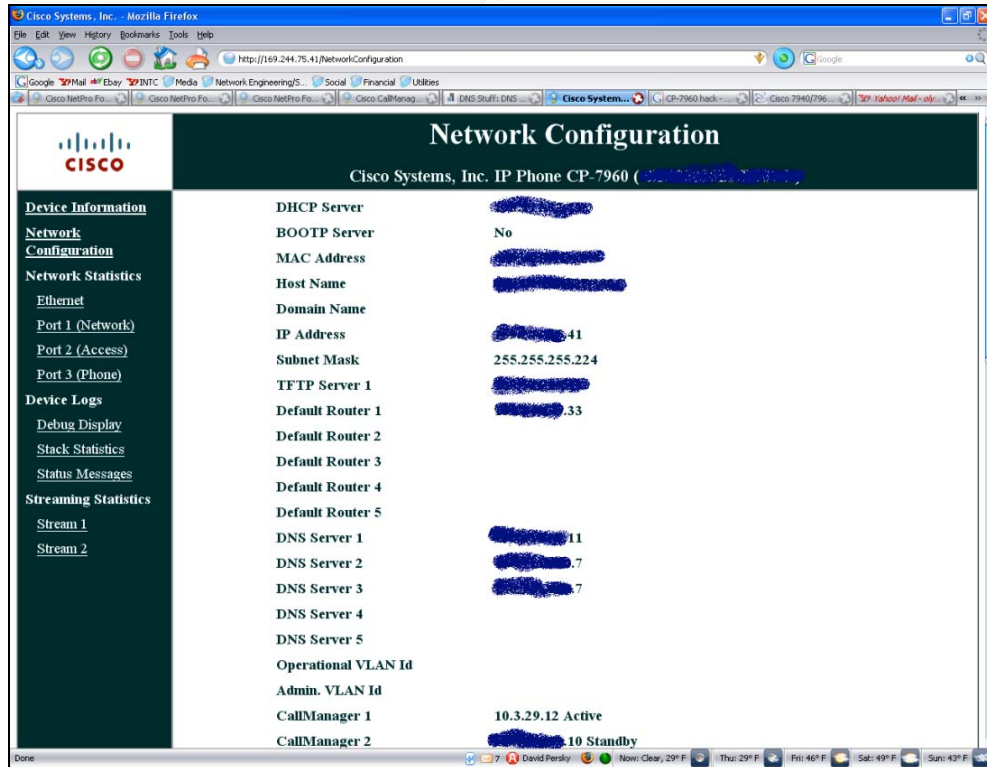 Cisco Systems, Inc. - Mozilla Firefox
File Edit View History Bookmarks Tools Help
http://169.244.75.41/NetworkConfiguration
Google
Google Mail Ebay INTC Media Network Engineering/S... Social Financial Utilities
Cisco NetPro Fo... Cisco NetPro Fo... Cisco NetPro Fo... Cisco CallManag... DNS Stuff: DNS ... Cisco System... CP-7960 hack - ... Cisco 7940/796... Yahoo! Mail - oly...
CISCO
Network Configuration
Cisco Systems, Inc. IP Phone CP-7960 (
Device Information
Network Configuration
Network Statistics
Ethernet
Port 1 (Network)
Port 2 (Access)
Port 3 (Phone)
Device Logs
Debug Display
Stack Statistics
Status Messages
Streaming Statistics
Stream 1
Stream 2
DHCP Server
BOOTP Server No
MAC Address
Host Name
Domain Name
IP Address 41
Subnet Mask 255.255.255.224
TFTP Server 1
Default Router 1 .33
Default Router 2
Default Router 3
Default Router 4
Default Router 5
DNS Server 1 11
DNS Server 2 .7
DNS Server 3 .7
DNS Server 4
DNS Server 5
Operational VLAN Id
Admin. VLAN Id
CallManager 1 10.3.29.12 Active
CallManager 2 .10 Standby
Done 7 David Persky Now: Clear, 29° F Thu: 29° F Fri: 46° F Sat: 49° F Sun: 43° F